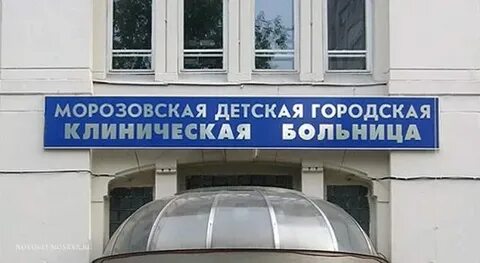 МОРОЗОВСКАЯ ДЕТСКАЯ ГОРОДСКАЯ
КЛИНИЧЕСКАЯ БОЛЬНИЦА